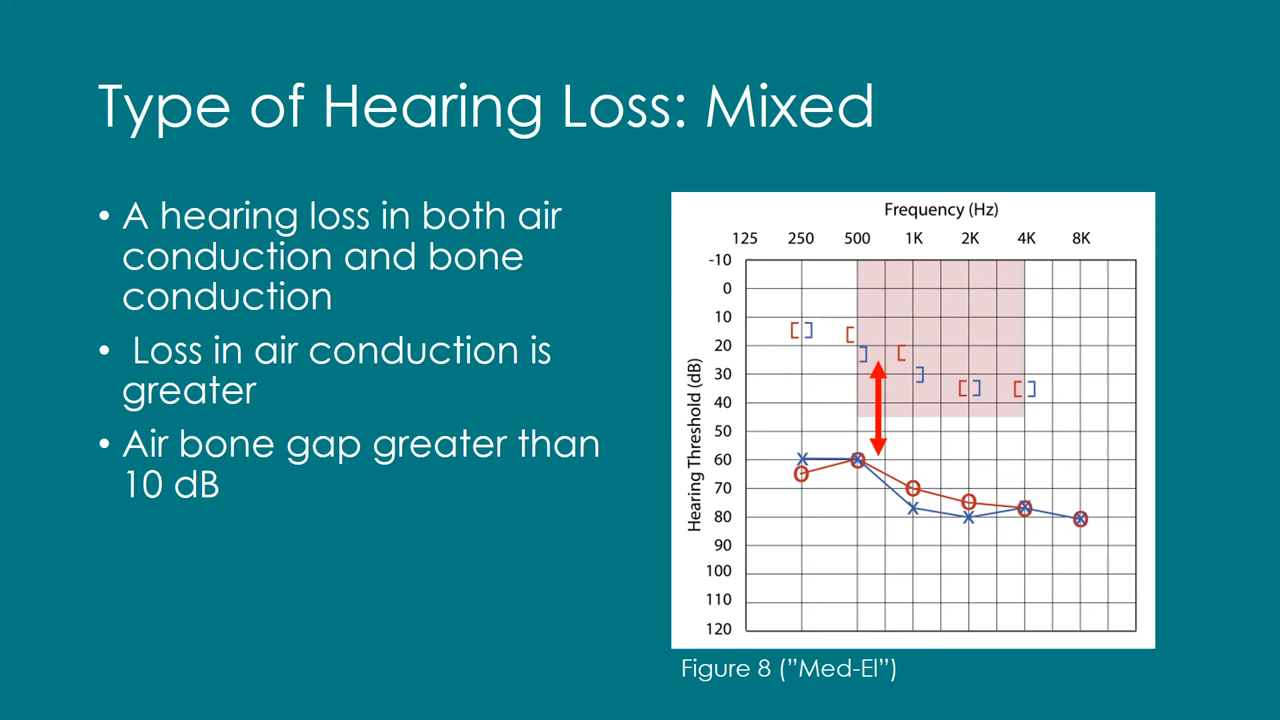 Type of Hearing Loss: Mixed
• A hearing loss in both air
conduction and bone
conduction
• Loss in air conduction is
greater
• Air bone gap greater than
10 dB
Frequency (Hz)
125 250 500 1K 2K 4K 8K
Hearing Threshold (dB)
-10
0
10
20
30
40
50
60
70
80
90
100
110
120
Figure 8 (”Med-El”)